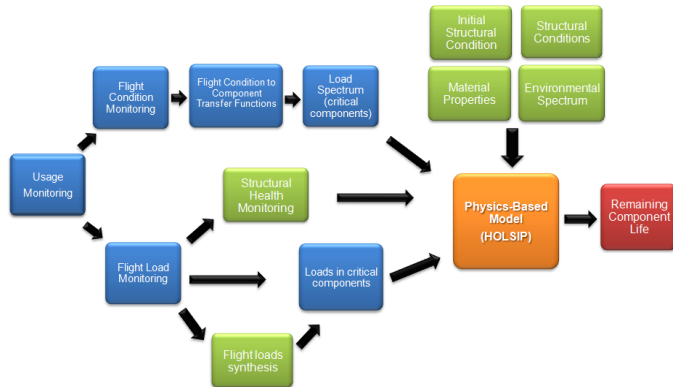 Initial
Structural
Condition
Structural
Conditions
Material
Properties
Environmental
Spectrum
Flight
Condition
Monitoring
Flight Condition to
Component
Transfer Functions
Load
Spectrum
(critical
components)
Usage
Monitoring
Structural
Health
Monitoring
Physics-Based
Model
(HOLSIP)
Remaining
Component
Life
Flight Load
Monitoring
Loads in critical
components
Flight loads
synthesis